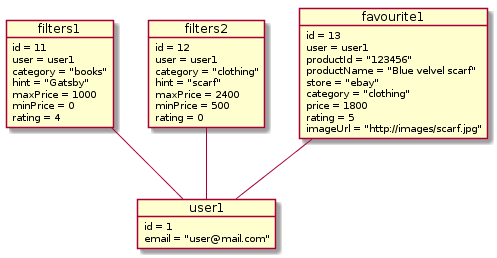 filters1
id = 11
user = user1
category = "books"
hint = "Gatsby"
maxPrice = 1000
minPrice = 0
rating = 4
filters2
id = 12
user = user1
category = "clothing"
hint = "scarf"
maxPrice = 2400
minPrice = 500
rating = 0
favourite1
id = 13
user = user1
productId = "123456"
productName = "Blue velvel scarf"
store = "ebay"
category = "clothing"
price = 1800
rating = 5
imageUrl = "http://images/scarf.jpg"
user1
id = 1
email = "user@mail.com"